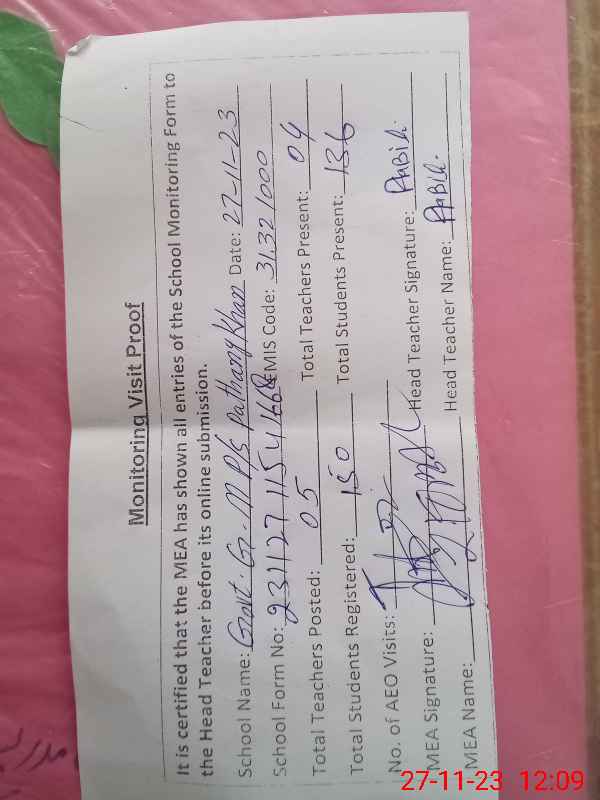 Monitoring Visit Proof
It is certified that the MEA has shown all entries of the School Monitoring Form to
the Head Teacher before its online submission.
School Name: Govt. G. M P/S Pathang Khan Date: 27-11-23
School Form No: 23112711541668 EMIS Code: 31321000
Total Teachers Posted: 05 Total Teachers Present: 04
Total Students Registered: 150 Total Students Present: 136
No. of AEO Visits:
MEA Signature: Head Teacher Signature:
MEA Name: Head Teacher Name:
27-11-23 12:09